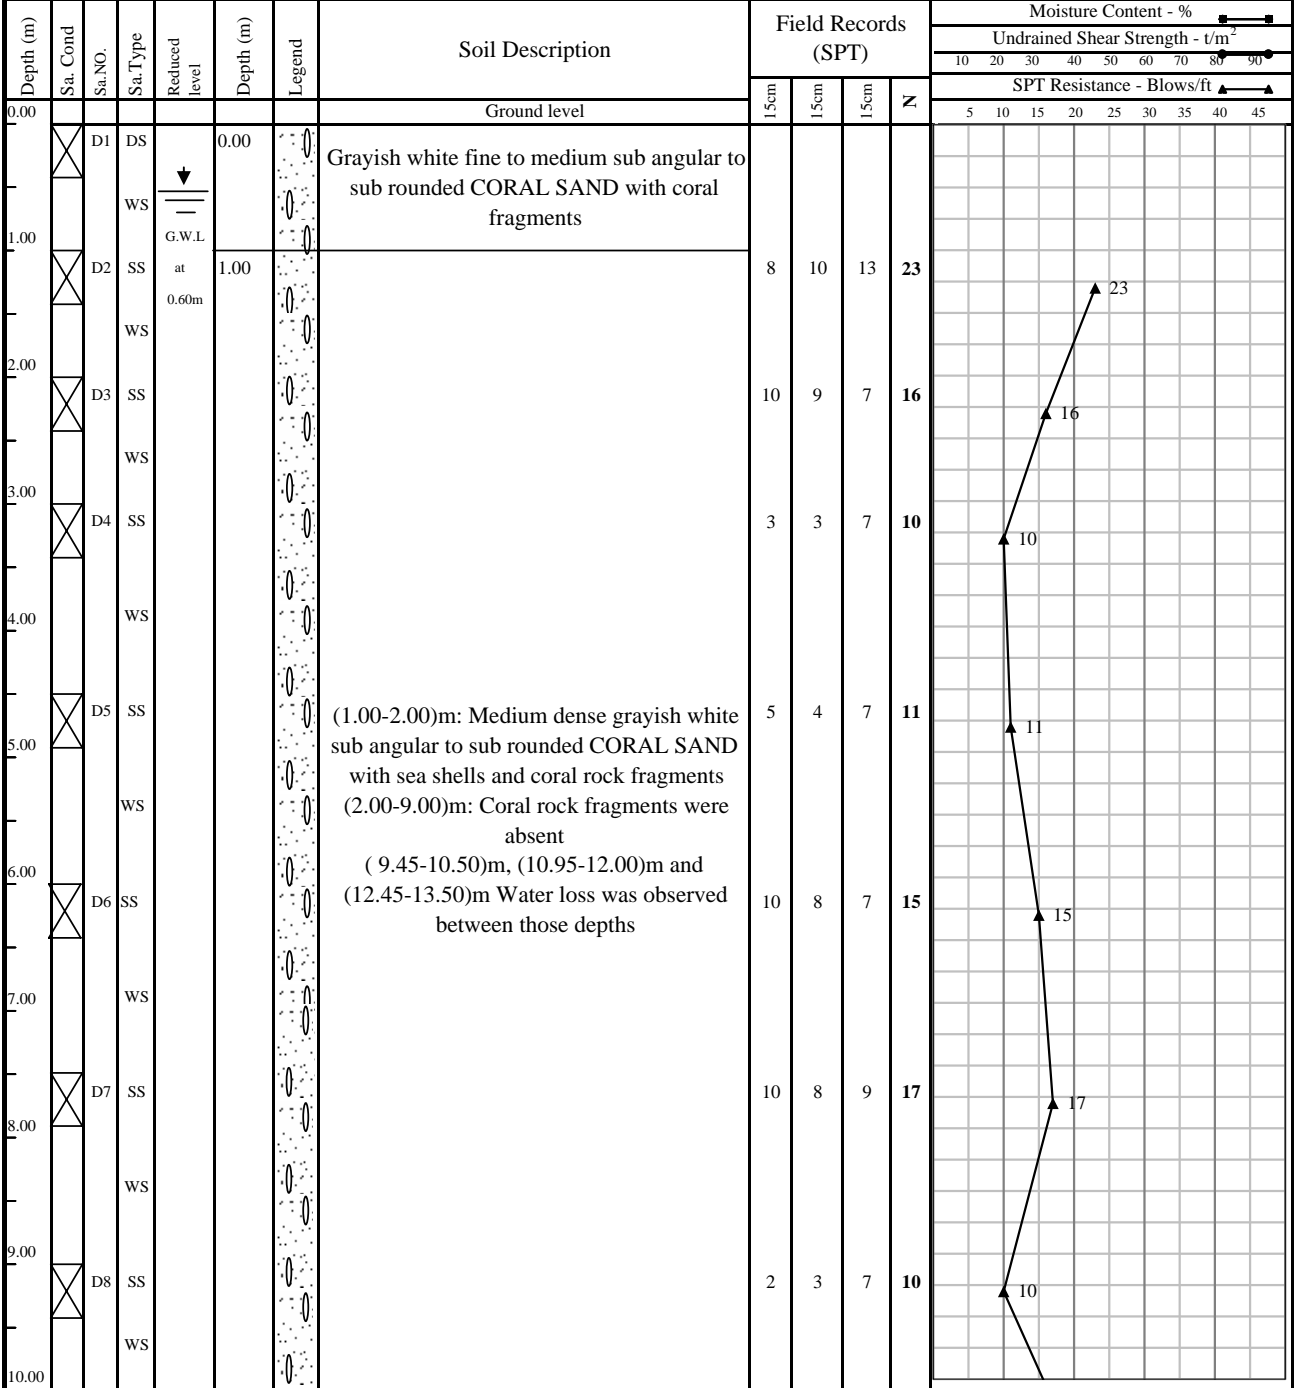 Depth (m) Sa. Cond Sa.NO. Sa.Type Reduced level Depth (m) Legend Soil Description Field Records (SPT) Moisture Content - %
Undrained Shear Strength - t/m2
10 20 30 40 60 70 80 90
SPT Resistance - Blows/ft
15cm 15cm 15cm N
0.00 Ground level 5 10 15 20 25 30 35 40 45
D1 DS 0.00
Grayish white fine to medium sub angular to
sub rounded CORAL SAND with coral
fragments
WS
1.00 G.W.L
D2 SS at 1.00 8 10 13 23
0.60m 23
WS
2.00
D3 SS 10 9 7 16
16
WS
3.00
D4 SS 3 3 7 10
10
WS
4.00
D5 SS 5 4 7 11
(1.00-2.00)m: Medium dense grayish white
sub angular to sub rounded CORAL SAND
11
5.00
with sea shells and coral rock fragments
WS
(2.00-9.00)m: Coral rock fragments were
absent
6.00
( 9.45-10.50)m, (10.95-12.00)m and
(12.45-13.50)m Water loss was observed
between those depths
D6 SS 10 8 7 15
15
WS
7.00
D7 SS 10 8 9 17
17
8.00
WS
9.00
D8 SS 2 3 7 10
10
WS
10.00